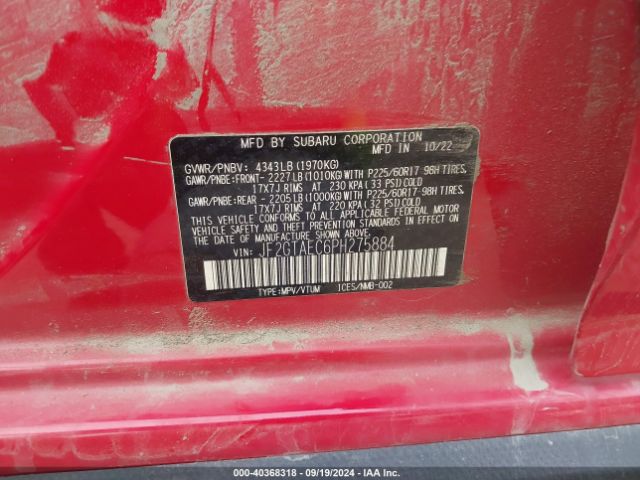 MFD BY SUBARU CORPORATION
MFD IN 10/22
GVWR/PNBV: 4343LB(1970KG)
GAWR/PNBE:FRONT- 2227LB(1010KG)WITH P225/60R17 98H TIRES,
17X7J RIMS AT 230 KPA(33 PSI)COLD
GAWR/PNBE:REAR - 2205LB(1000KG)WITH P225/60R17 98H TIRES,
17X7J RIMS AT 220 KPA(32 PSI)COLD
THIS VEHICLE CONFORMS TO ALL APPLICABLE FEDERAL MOTOR
VEHICLE SAFETY, BUMPER, AND THEFT PREVENTION STANDARDS
IN EFFECT ON THE DATE OF MANUFACTURE SHOWN ABOVE.
VIN: JF2GTAEC6PH275884
TYPE:MPV/VTUM ICES/NMB-002
000-40368318 - 09/19/2024 - IAA Inc.